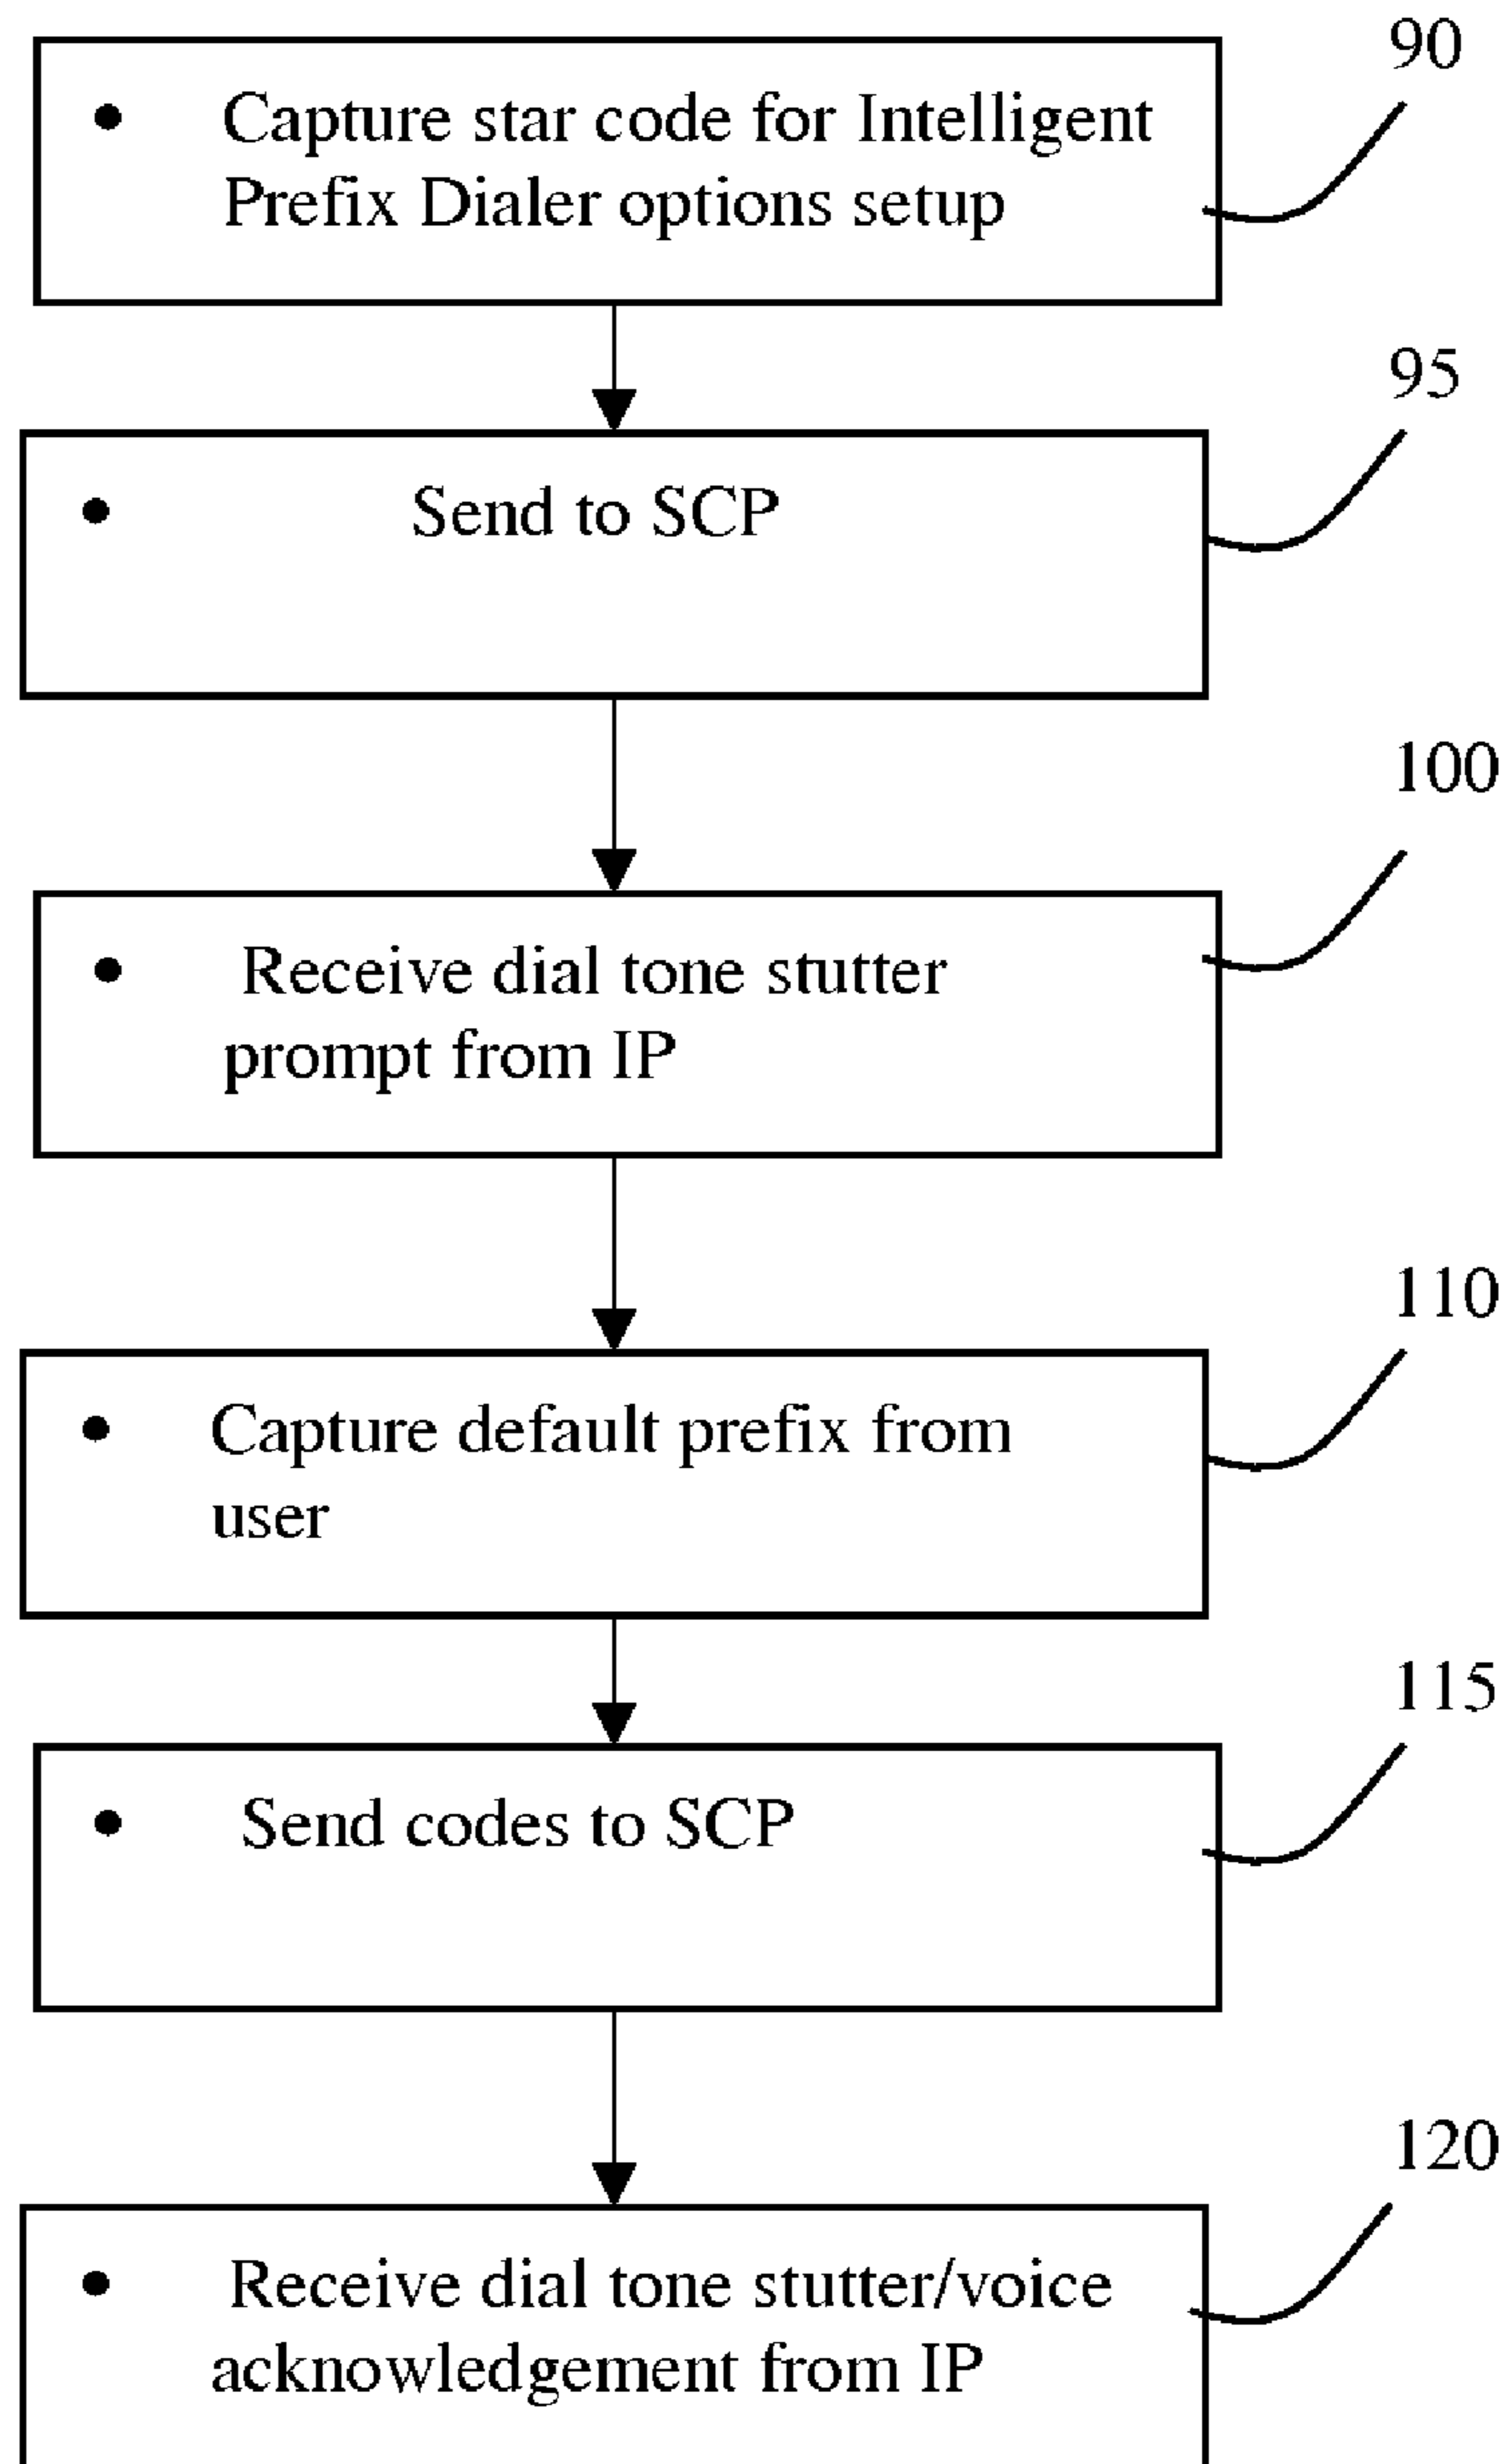 90
• Capture star code for Intelligent
Prefix Dialer options setup
95
• Send to SCP
100
• Receive dial tone stutter
prompt from IP
110
• Capture default prefix from
user
115
• Send codes to SCP
120
• Receive dial tone stutter/voice
acknowledgement from IP